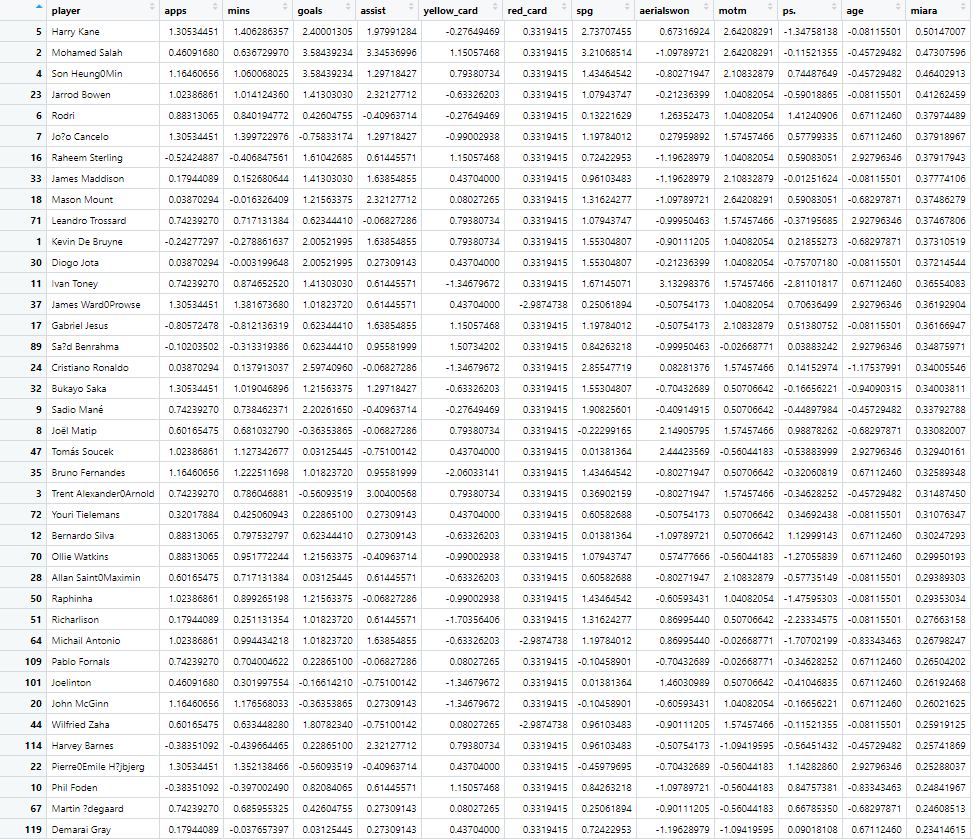 player apps mins goals assist yellow_card red_card spg aerialswon motm ps. age miara
5 Harry Kane 1.30534451 1.406286357 2.40001305 1.97991284 -0.27649469 0.3319415 2.73707455 0.67316924 2.64208291 -1.34758138 -0.08115501 0.50147007
2 Mohamed Salah 0.46091680 0.636729970 3.58439234 3.34534996 1.15057468 0.3319415 3.21068514 -1.09789721 2.64208291 -0.11521355 -0.45729482 0.47307596
4 Son Heung0Min 1.16460656 1.060068025 3.58439234 1.29718427 0.79380734 0.3319415 1.43464542 -0.80271947 2.10832879 0.74487649 -0.45729482 0.46402913
23 Jarrod Bowen 1.02386861 1.014124360 1.41303030 2.32127712 -0.63326203 0.3319415 1.07943747 -0.21236399 1.04082054 -0.59018865 -0.08115501 0.41262459
6 Rodri 0.88313065 0.840194772 0.42604755 -0.40963714 -0.27649469 0.3319415 0.13221629 1.26352473 1.04082054 1.41240906 0.67112460 0.37974489
7 Jo?o Cancelo 1.30534451 1.399722976 -0.75833174 1.29718427 -0.99002938 0.3319415 1.19784012 0.27959892 1.57457466 0.57799335 0.67112460 0.37918967
16 Raheem Sterling -0.52424887 -0.406847561 1.61042685 0.61445571 1.15057468 0.3319415 0.72422953 -1.19628979 1.04082054 0.59083051 2.92796346 0.37917943
33 James Maddison 0.17944089 0.152680644 1.41303030 1.63854855 0.43704000 0.3319415 0.96103483 -1.19628979 2.10832879 -0.01251624 -0.08115501 0.37774106
18 Mason Mount 0.03870294 -0.016326409 1.21563375 2.32127712 0.08027265 0.3319415 1.31624277 -1.09789721 2.64208291 0.59083051 -0.68297871 0.37486279
71 Leandro Trossard 0.74239270 0.717131384 0.62344410 -0.06827286 0.79380734 0.3319415 1.07943747 -0.99950463 1.57457466 -0.37195685 2.92796346 0.37467806
1 Kevin De Bruyne -0.24277297 -0.278861637 2.00521995 1.63854855 0.79380734 0.3319415 1.55304807 -0.90111205 1.04082054 0.21855273 -0.68297871 0.37310519
30 Diogo Jota 0.03870294 -0.003199648 2.00521995 0.27309143 0.43704000 0.3319415 1.55304807 -0.21236399 1.04082054 -0.75707180 -0.08115501 0.37214544
11 Ivan Toney 0.74239270 0.874652520 1.41303030 0.61445571 -1.34679672 0.3319415 1.67145071 3.13298376 1.57457466 -2.81101817 0.67112460 0.36554083
37 James Ward0Prowse 1.30534451 1.381673680 1.01823720 0.61445571 0.43704000 -2.9874738 0.25061894 -0.50754173 1.04082054 0.70636499 2.92796346 0.36192904
17 Gabriel Jesus -0.80572478 -0.812136319 0.62344410 1.63854855 1.15057468 0.3319415 1.19784012 -0.50754173 2.10832879 0.51380752 -0.08115501 0.36166947
89 Sa?d Benrahma -0.10203502 -0.313319386 0.62344410 0.95581999 1.50734202 0.3319415 0.84263218 -0.99950463 -0.02668771 0.03883242 2.92796346 0.34875971
24 Cristiano Ronaldo 0.03870294 0.137913037 2.59740960 -0.06827286 -1.34679672 0.3319415 2.85547719 0.08281376 1.57457466 0.14152974 -1.17537991 0.34005546
32 Bukayo Saka 1.30534451 1.019046896 1.21563375 1.29718427 -0.63326203 0.3319415 1.55304807 -0.70432689 0.50706642 -0.16656221 -0.94090315 0.34003811
9 Sadio Mané 0.74239270 0.738462371 2.20261650 -0.40963714 -0.27649469 0.3319415 1.90825601 -0.40914915 0.50706642 -0.44897984 -0.45729482 0.33792788
8 Joël Matip 0.60165475 0.681032790 -0.36353865 -0.06827286 0.79380734 0.3319415 -0.22299165 2.14905795 1.57457466 0.98878262 -0.68297871 0.33082007
47 Tomás Soucek 1.02386861 1.127342677 0.03125445 -0.75100142 0.43704000 0.3319415 0.01381364 2.44423569 -0.56044183 -0.53883999 2.92796346 0.32940161
35 Bruno Fernandes 1.16460656 1.222511698 1.01823720 0.95581999 -2.06033141 0.3319415 1.43464542 -0.80271947 0.50706642 -0.32060819 0.67112460 0.32589348
3 Trent Alexander0Arnold 0.74239270 0.786046881 -0.56093519 3.00400568 0.79380734 0.3319415 0.36902159 -0.80271947 1.57457466 -0.34628252 -0.45729482 0.31487450
72 Youri Tielemans 0.32017884 0.425060943 0.22865100 0.27309143 0.43704000 0.3319415 0.60582688 -0.50754173 0.50706642 0.34692438 -0.08115501 0.31076347
12 Bernardo Silva 0.88313065 0.797532797 0.62344410 0.27309143 -0.63326203 0.3319415 0.01381364 -1.09789721 0.50706642 1.12999143 0.67112460 0.30247293
70 Ollie Watkins 0.88313065 0.951772244 1.21563375 -0.40963714 -0.99002938 0.3319415 1.07943747 0.57477666 -0.56044183 -1.27055839 0.67112460 0.29950193
28 Allan Saint0Maximin 0.60165475 0.717131384 0.03125445 0.61445571 -0.63326203 0.3319415 0.60582688 -0.80271947 2.10832879 -0.57735149 -0.08115501 0.29389303
50 Raphinha 1.02386861 0.899265198 1.21563375 -0.06827286 -0.99002938 0.3319415 1.43464542 -0.60593431 1.04082054 -1.47595303 -0.08115501 0.29353034
51 Richarlison 0.17944089 0.251131354 1.01823720 0.61445571 -1.70356406 0.3319415 1.31624277 0.86995440 0.50706642 -2.23334575 -0.08115501 0.27663158
64 Michail Antonio 1.02386861 0.994434218 1.01823720 1.63854855 -0.63326203 -2.9874738 1.19784012 0.86995440 -0.02668771 -1.70702199 -0.83343463 0.26798247
109 Pablo Fornals 0.74239270 0.704004622 0.22865100 -0.06827286 0.08027265 0.3319415 -0.10458901 -0.70432689 -0.02668771 -0.34628252 0.67112460 0.26504202
101 Joelinton 0.46091680 0.301997554 -0.16614210 -0.75100142 -1.34679672 0.3319415 0.01381364 1.46030989 0.50706642 -0.41046835 0.67112460 0.26192468
20 John McGinn 1.16460656 1.176568033 -0.36353865 0.27309143 -1.34679672 0.3319415 -0.10458901 -0.60593431 0.50706642 -0.16656221 0.67112460 0.26021625
44 Wilfried Zaha 0.60165475 0.633448280 1.80782340 -0.75100142 0.08027265 -2.9874738 0.96103483 -0.90111205 1.57457466 -0.11521355 -0.08115501 0.25919125
114 Harvey Barnes -0.38351092 -0.439664465 0.22865100 2.32127712 0.79380734 0.3319415 0.96103483 -0.50754173 -1.09419595 -0.56451432 -0.45729482 0.25741869
22 Pierre0Emile H?jbjerg 1.30534451 1.352138466 -0.56093519 -0.40963714 0.43704000 0.3319415 -0.45979695 -0.30075657 -0.56044183 1.14282860 2.92796346 0.25288037
10 Phil Foden -0.38351092 -0.397002490 0.82084065 0.61445571 1.15057468 0.3319415 0.84263218 -1.09789721 -0.56044183 0.84757381 -0.83343463 0.24841967
67 Martin ?degaard 0.74239270 0.685955325 0.42604755 0.27309143 0.08027265 0.3319415 0.25061894 -0.90111205 -0.56044183 0.66785350 -0.68297871 0.24608513
119 Demarai Gray 0.17944089 -0.037657397 0.03125445 0.27309143 0.43704000 0.3319415 0.72422953 -1.19628979 -1.09419595 0.09018108 -0.08115501 0.23414615